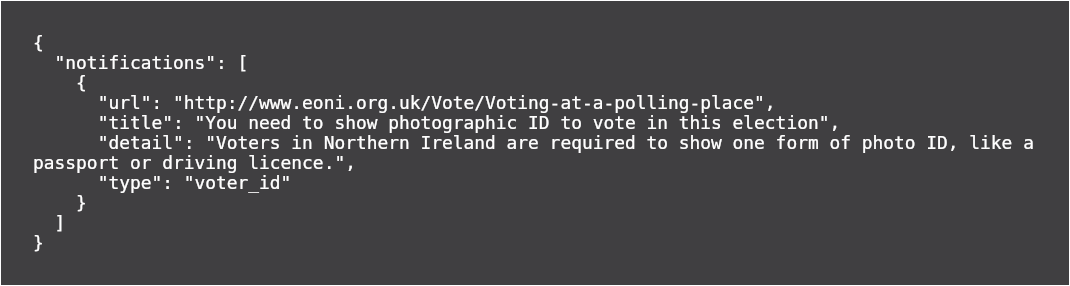 {
  "notifications": [
    {
      "url": "http://www.eoni.org.uk/Vote/Voting-at-a-polling-place",
      "title": "You need to show photographic ID to vote in this election",
      "detail": "Voters in Northern Ireland are required to show one form of photo ID, like a
passport or driving licence.",
      "type": "voter_id"
    }
  ]
}